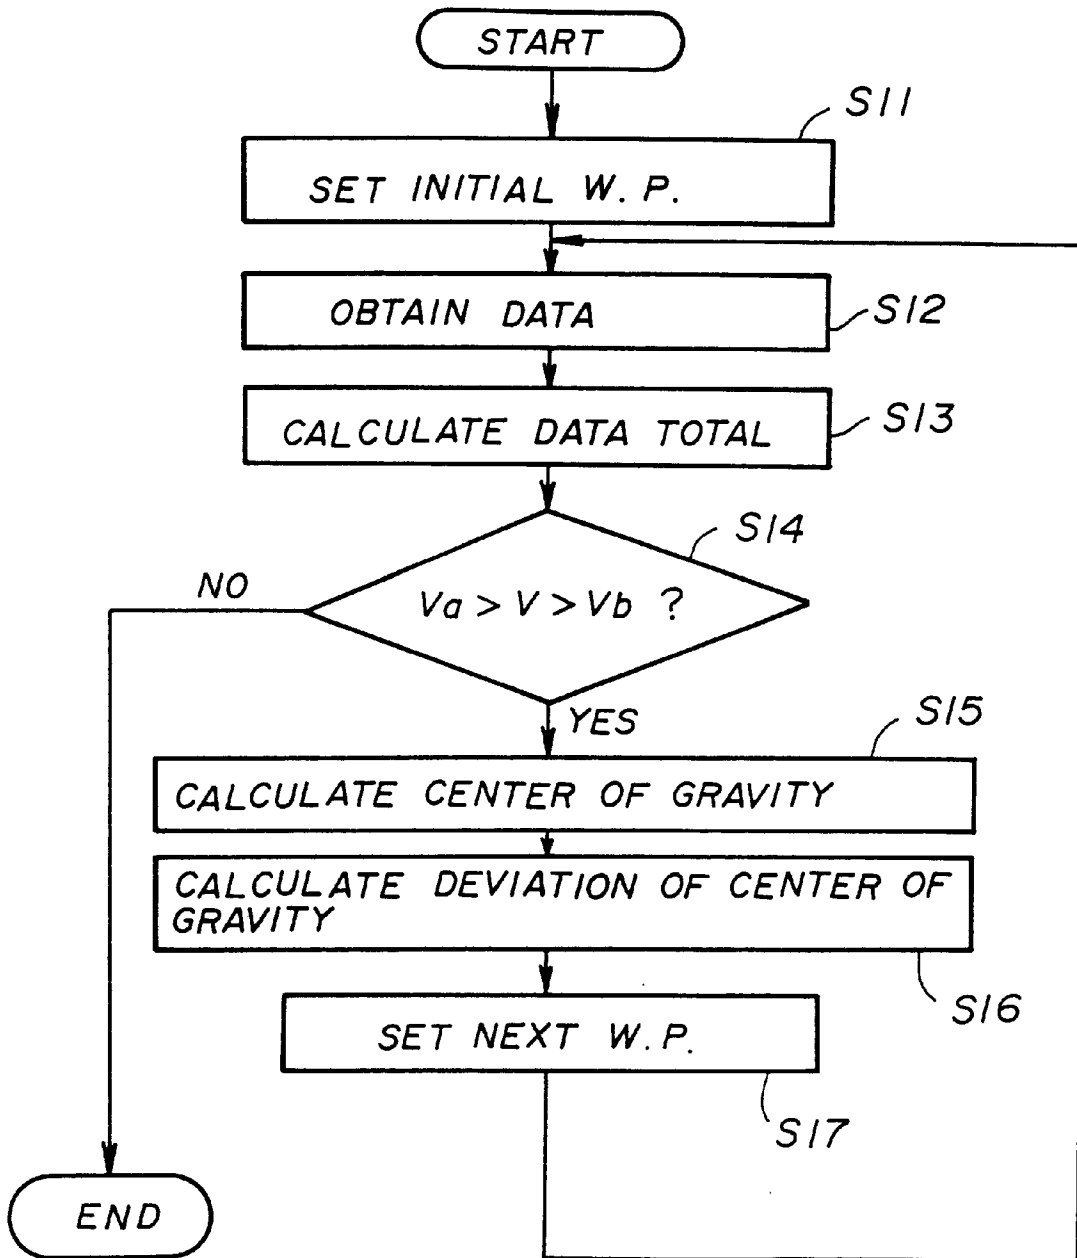 START
S11
SET INITIAL W. P.
OBTAIN DATA
S12
CALCULATE DATA TOTAL
S13
S14
NO
Va > V > Vb ?
YES
S15
CALCULATE CENTER OF GRAVITY
CALCULATE DEVIATION OF CENTER OF
GRAVITY
S16
SET NEXT W. P.
S17
END